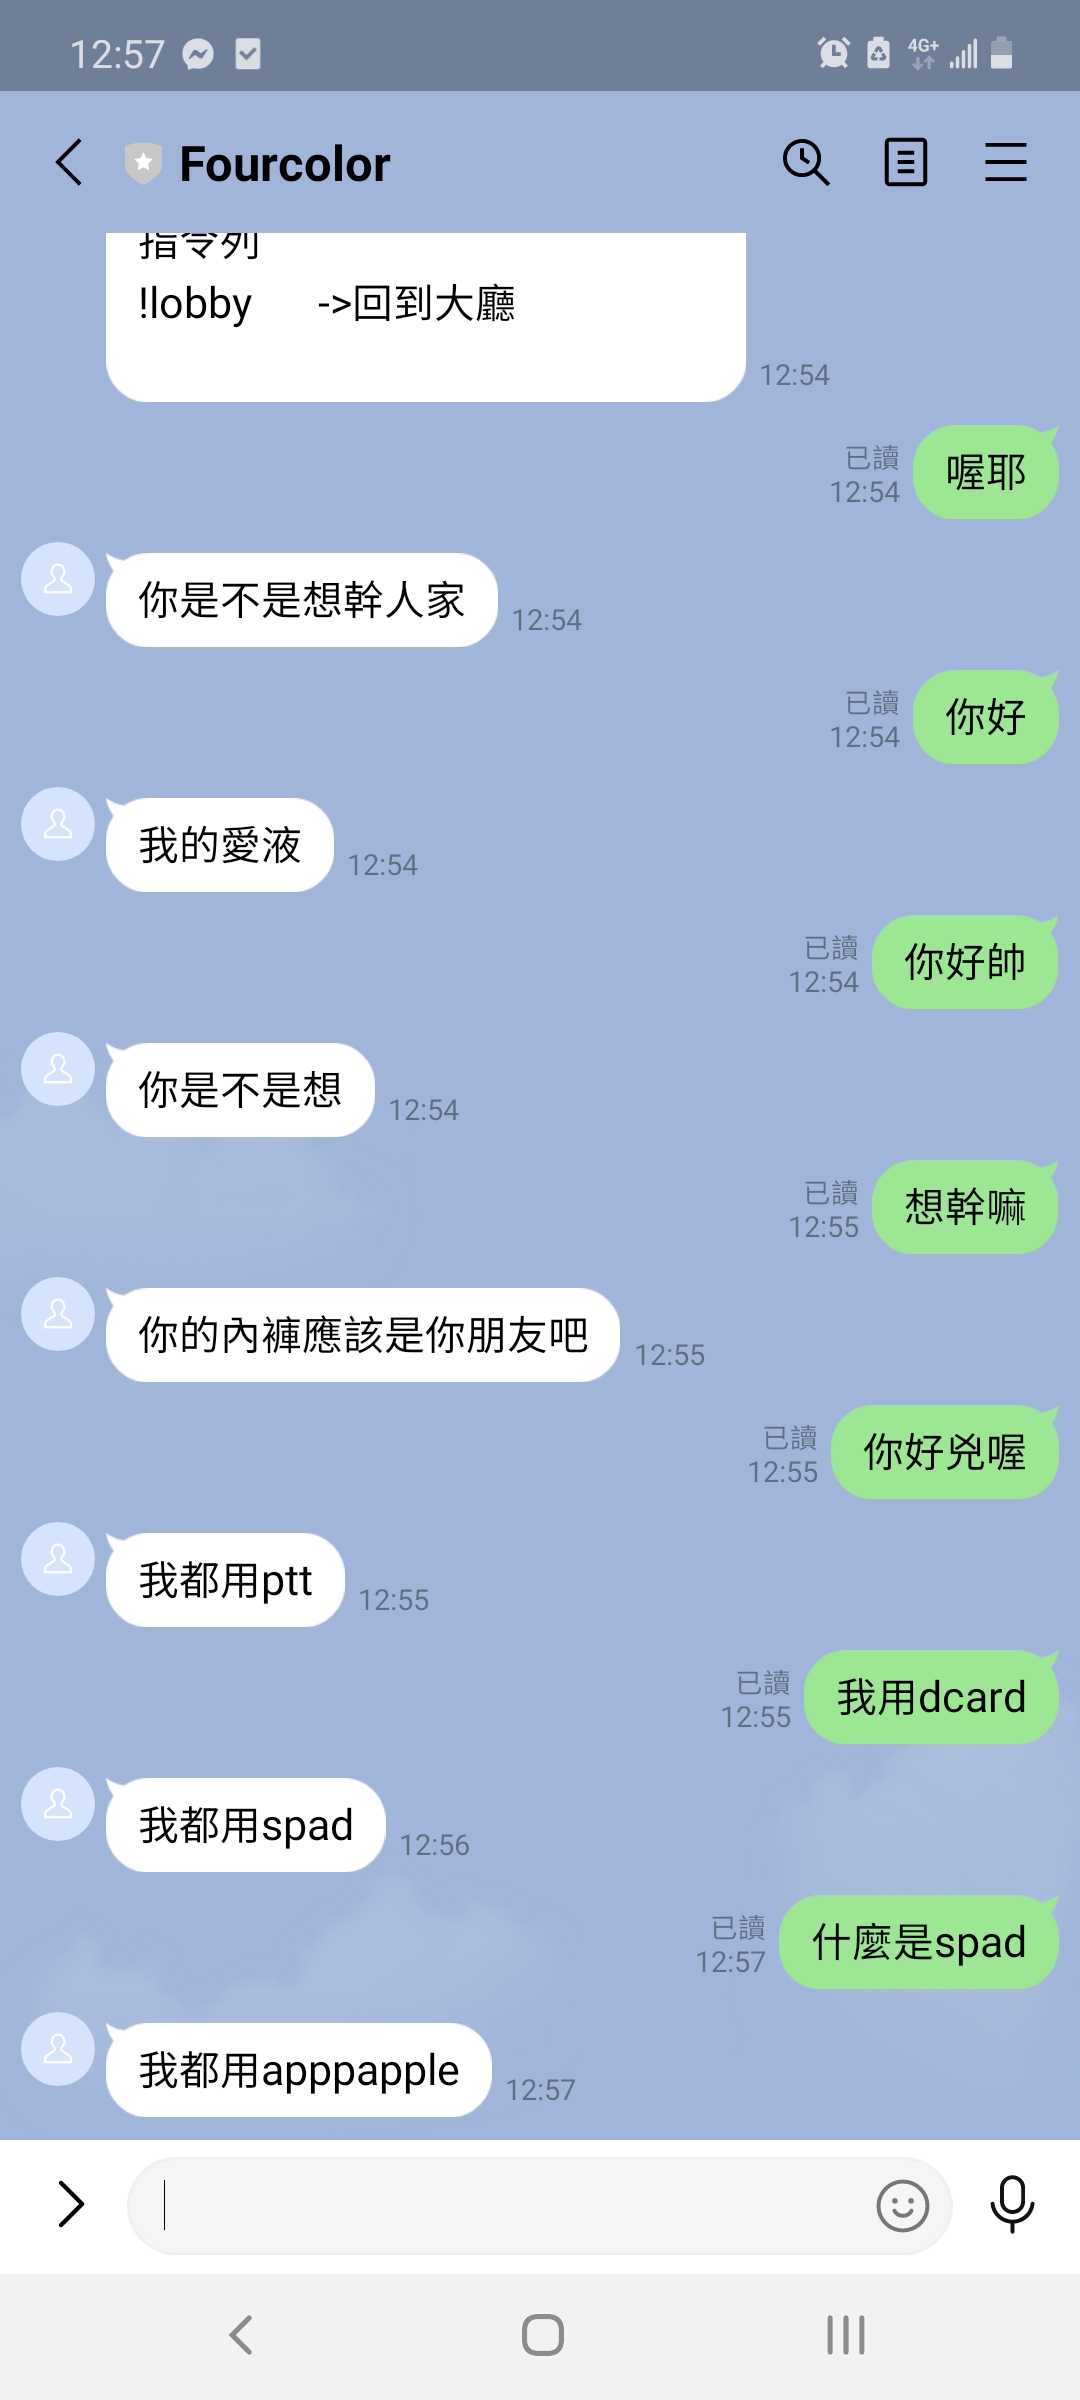 12:57
4G+
Fourcolor
指令列
!lobby ->回到大廳
12:54
已讀
12:54
喔耶
你是不是想幹人家
12:54
已讀
12:54
你好
我的愛液
12:54
已讀
12:54
你好帥
你是不是想
12:54
已讀
12:55
想幹嘛
你的內褲應該是你朋友吧
12:55
已讀
12:55
你好兇喔
我都用ptt
12:55
已讀
12:55
我用dcard
我都用spad
12:56
已讀
12:57
什麼是spad
我都用apppapple
12:57